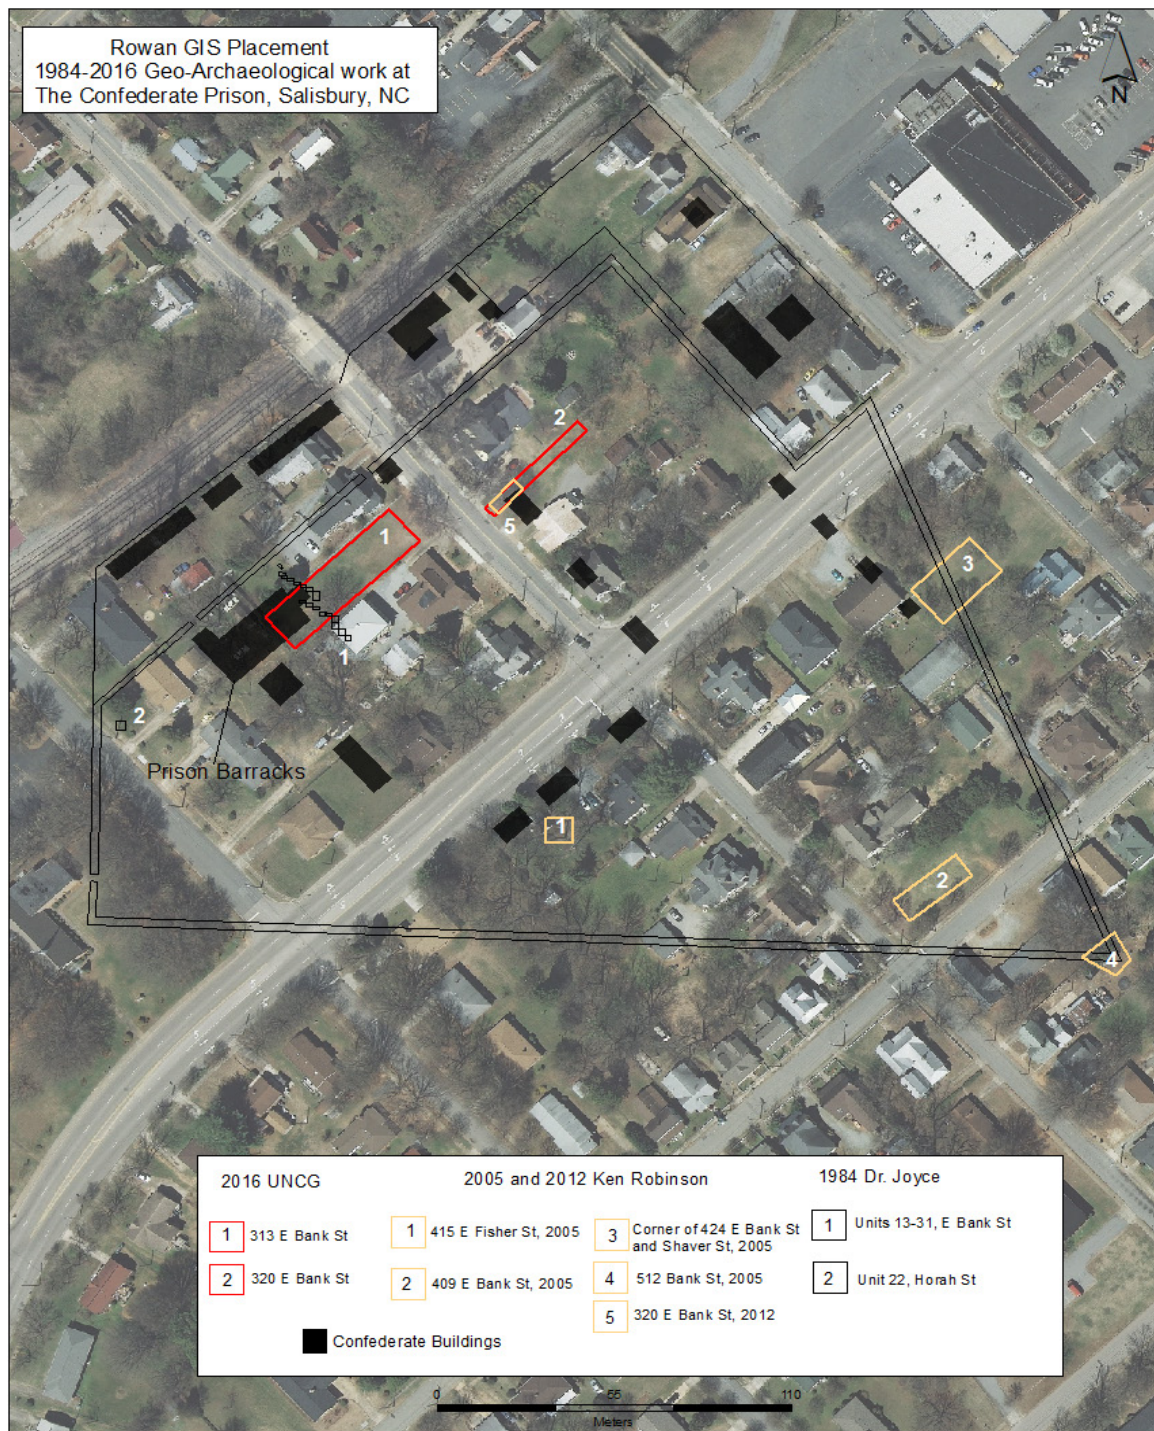 Rowan GIS Placement
1984-2016 Geo-Archaeological work at
The Confederate Prison, Salisbury, NC
N
2
1
5
3
1
2
Prison Barracks
1
2
4
2016 UNCG
2005 and 2012 Ken Robinson
1984 Dr. Joyce
1 313 E Bank St
2 320 E Bank St
1 415 E Fisher St, 2005
2 409 E Bank St, 2005
3 Corner of 424 E Bank St
and Shaver St, 2005
4 512 Bank St, 2005
5 320 E Bank St, 2012
1 Units 13-31, E Bank St
2 Unit 22, Horah St
Confederate Buildings
0 55 110
Meters